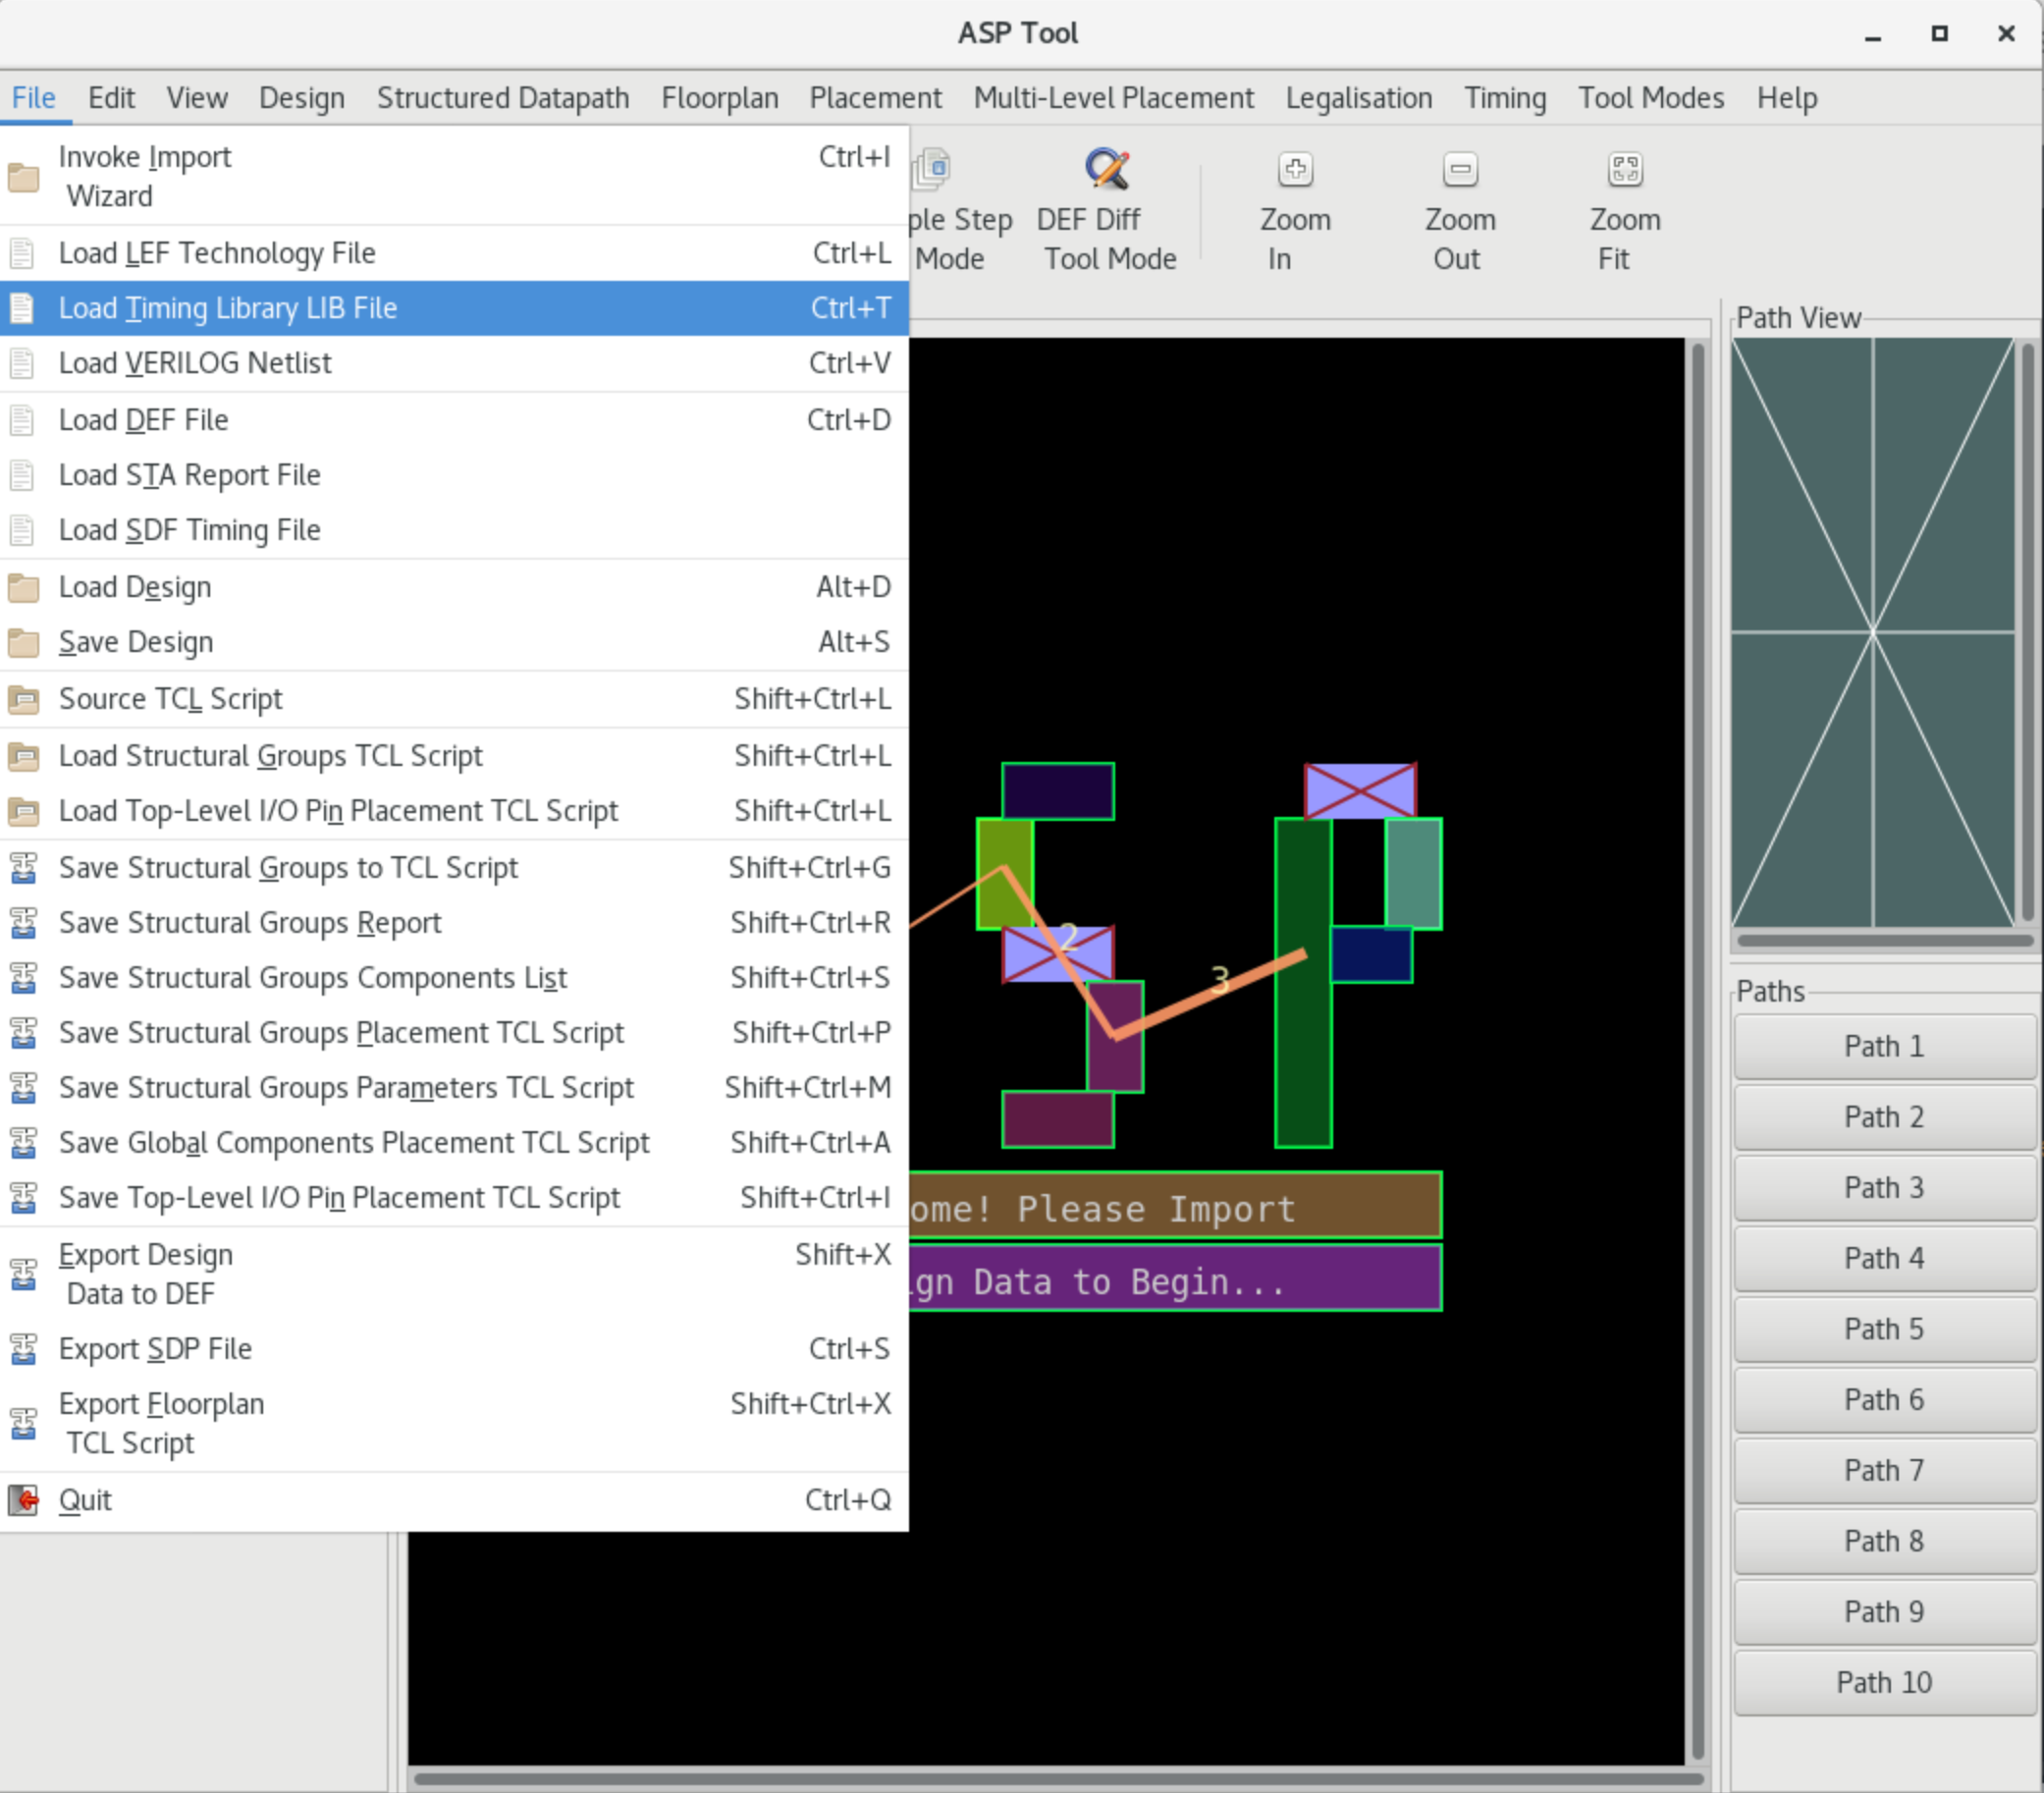 ASP Tool
File Edit View Design Structured Datapath Floorplan Placement Multi-Level Placement Legalisation Timing Tool Modes Help
Invoke Import Ctrl+I
Wizard
Load LEF Technology File Ctrl+L
Load Timing Library LIB File Ctrl+T
Load VERILOG Netlist Ctrl+V
Load DEF File Ctrl+D
Load STA Report File
Load SDF Timing File
Load Design Alt+D
Save Design Alt+S
Source TCL Script Shift+Ctrl+L
Load Structural Groups TCL Script Shift+Ctrl+L
Load Top-Level I/O Pin Placement TCL Script Shift+Ctrl+L
Save Structural Groups to TCL Script Shift+Ctrl+G
Save Structural Groups Report Shift+Ctrl+R
Save Structural Groups Components List Shift+Ctrl+S
Save Structural Groups Placement TCL Script Shift+Ctrl+P
Save Structural Groups Parameters TCL Script Shift+Ctrl+M
Save Global Components Placement TCL Script Shift+Ctrl+A
Save Top-Level I/O Pin Placement TCL Script Shift+Ctrl+I
Export Design Shift+X
Data to DEF
Export SDP File Ctrl+S
Export Floorplan Shift+Ctrl+X
TCL Script
Quit Ctrl+Q
ple Step
Mode
DEF Diff
Tool Mode
Zoom
In
Zoom
Out
Zoom
Fit
2
3
ome! Please Import
gn Data to Begin...
Path View
Paths
Path 1
Path 2
Path 3
Path 4
Path 5
Path 6
Path 7
Path 8
Path 9
Path 10